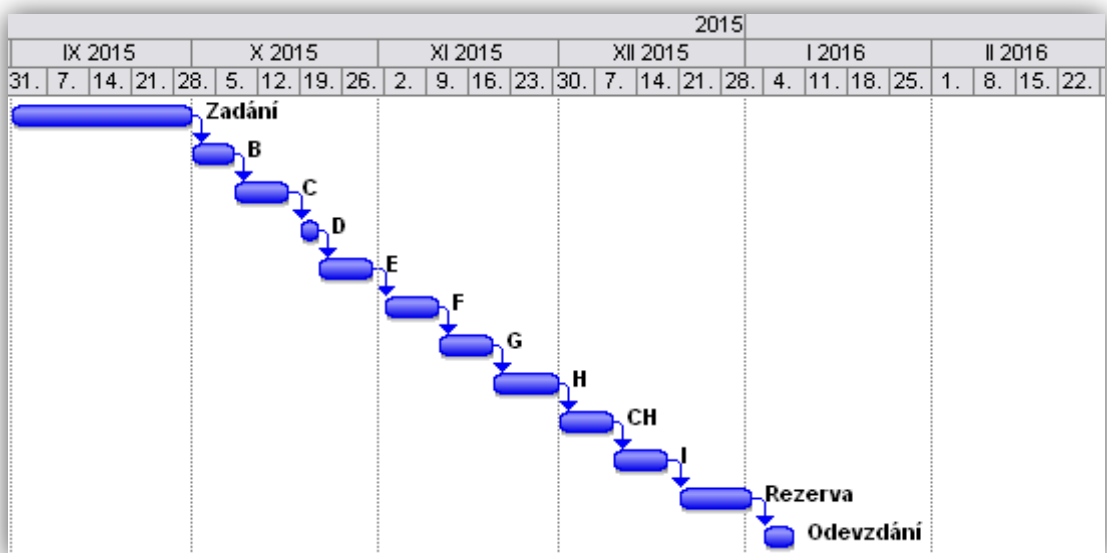 2015
IX 2015 X 2015 XI 2015 XII 2015 I 2016 II 2016
31. 7. 14. 21. 28. 5. 12. 19. 26. 2. 9. 16. 23. 30. 7. 14. 21. 28. 4. 11. 18. 25. 1. 8. 15. 22.
Zadání
B
C
D
E
F
G
H
CH
I
Rezerva
Odevzdání